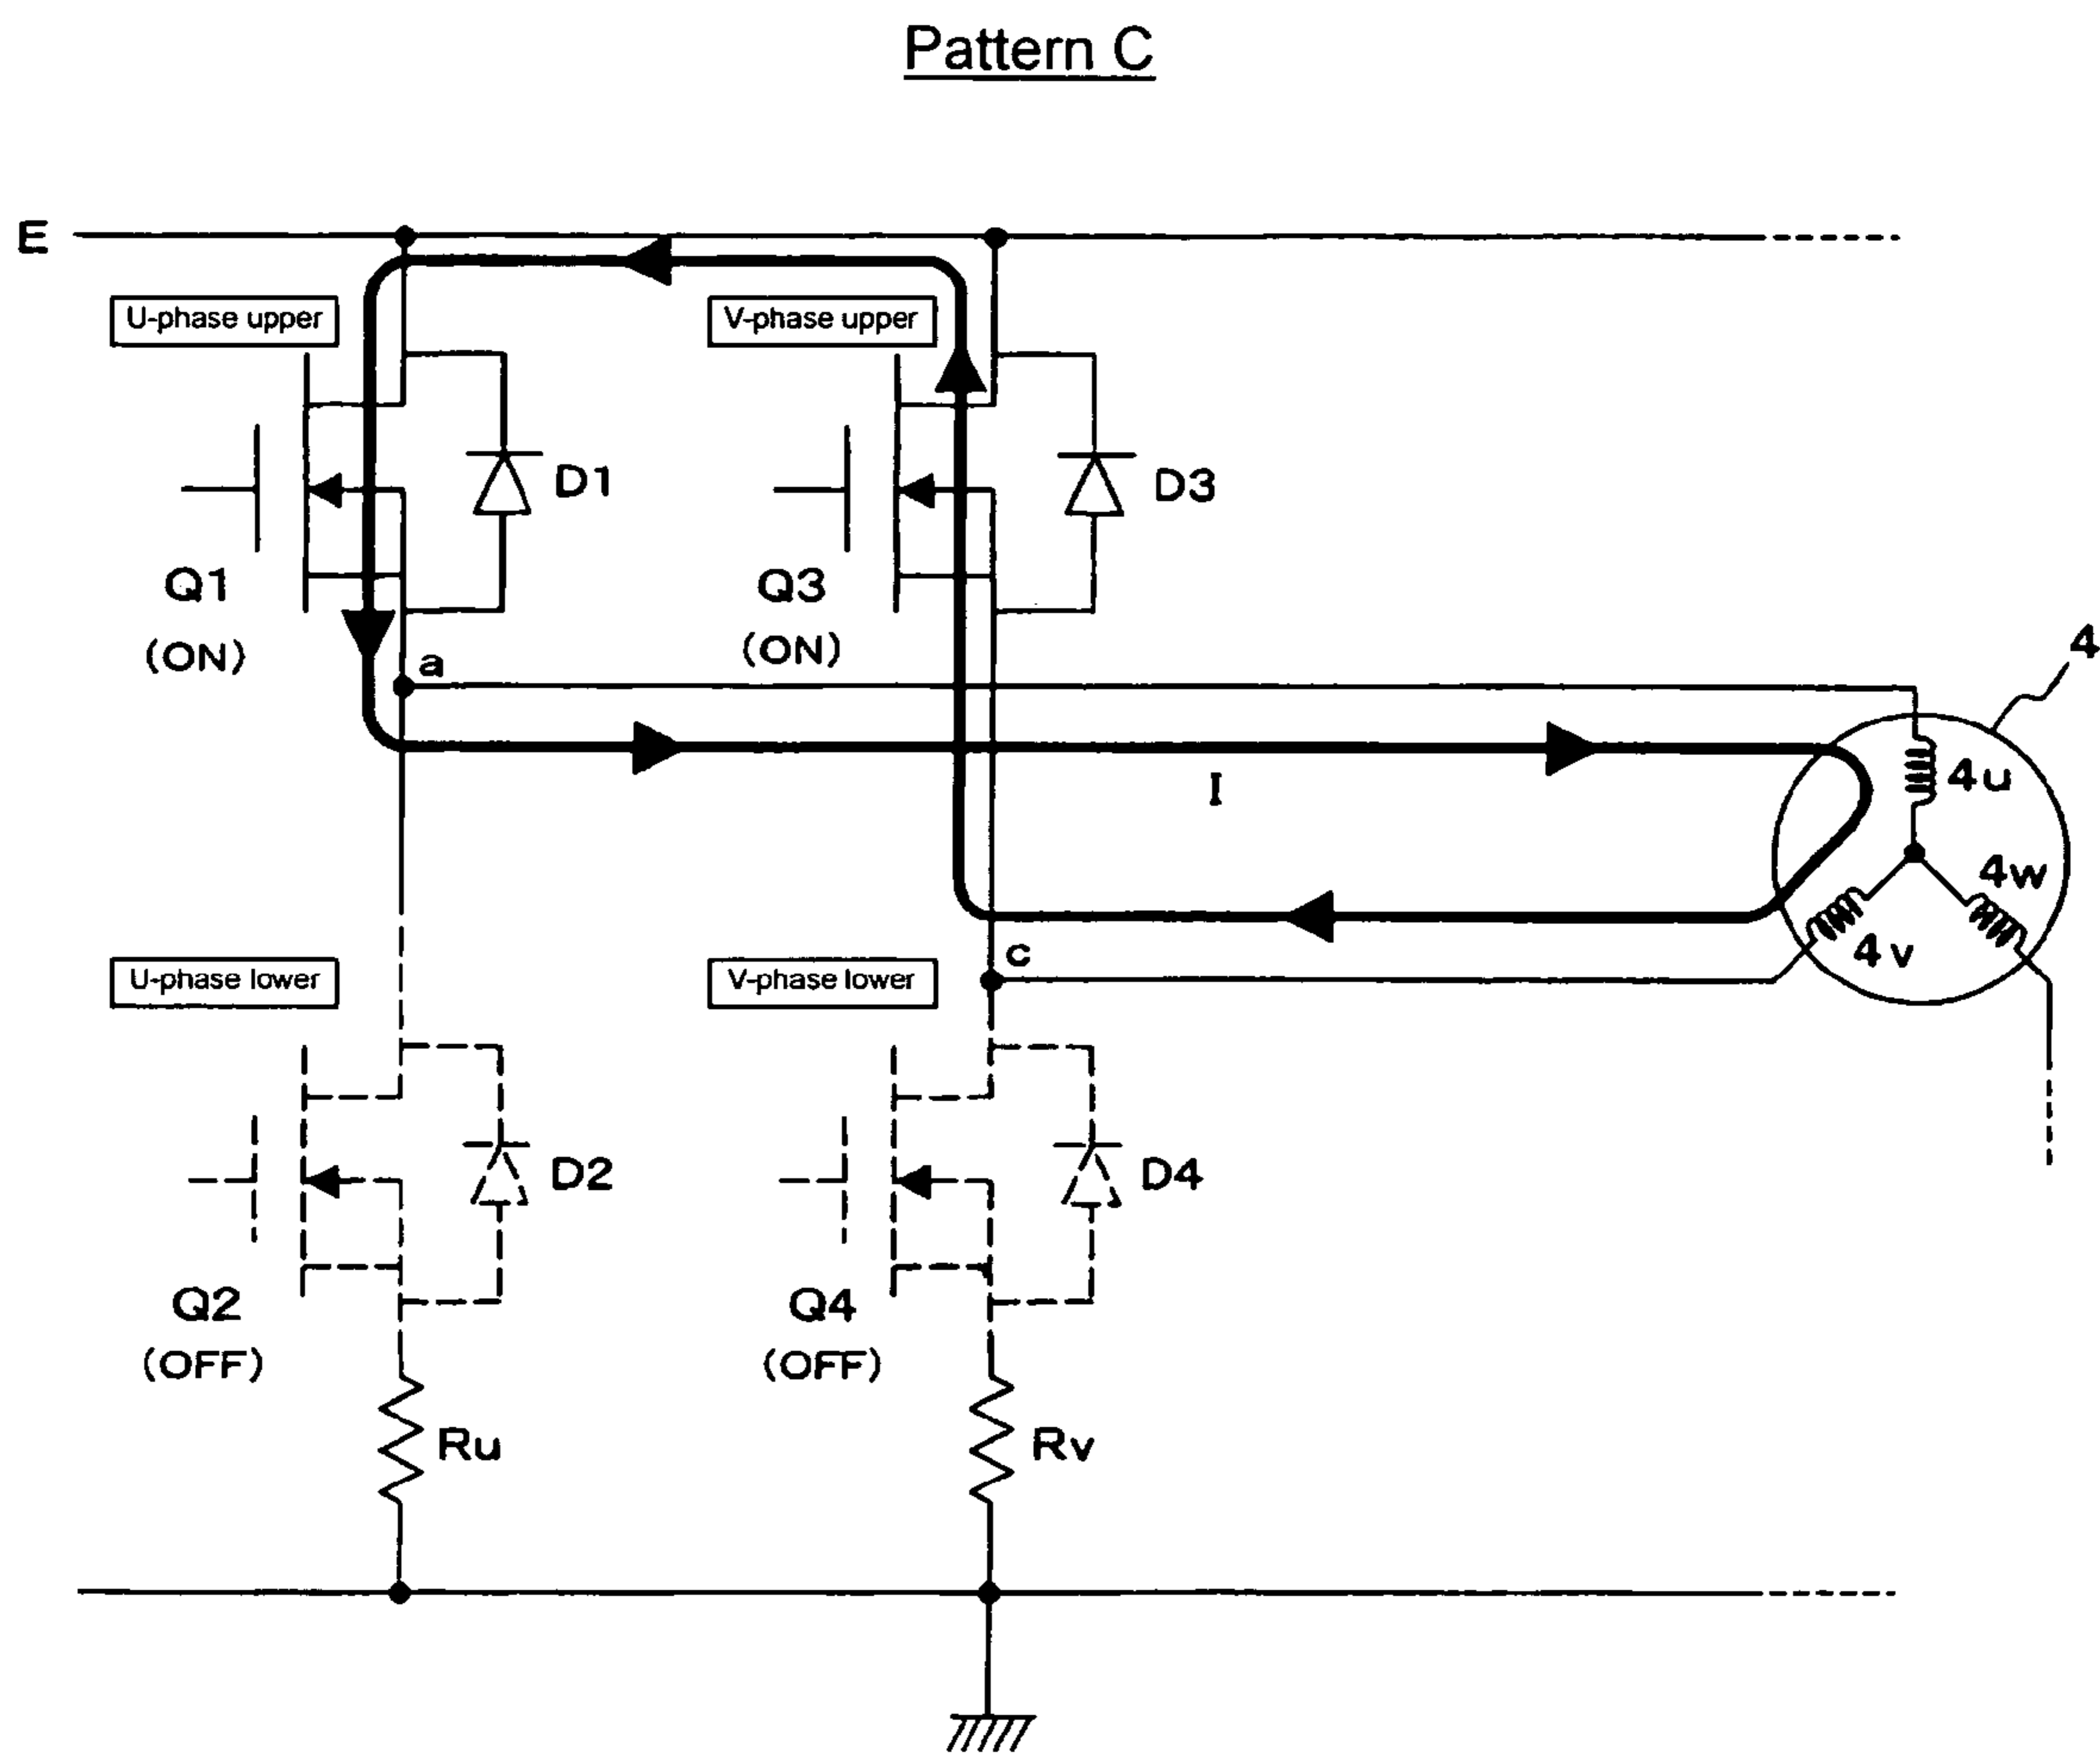 Pattern C
E
U-phase upper
V-phase upper
D1
D3
Q1
(ON)
Q3
(ON)
a
4
I
4u
4w
4v
c
U-phase lower
V-phase lower
D2
D4
Q2
(OFF)
Q4
(OFF)
Ru
Rv